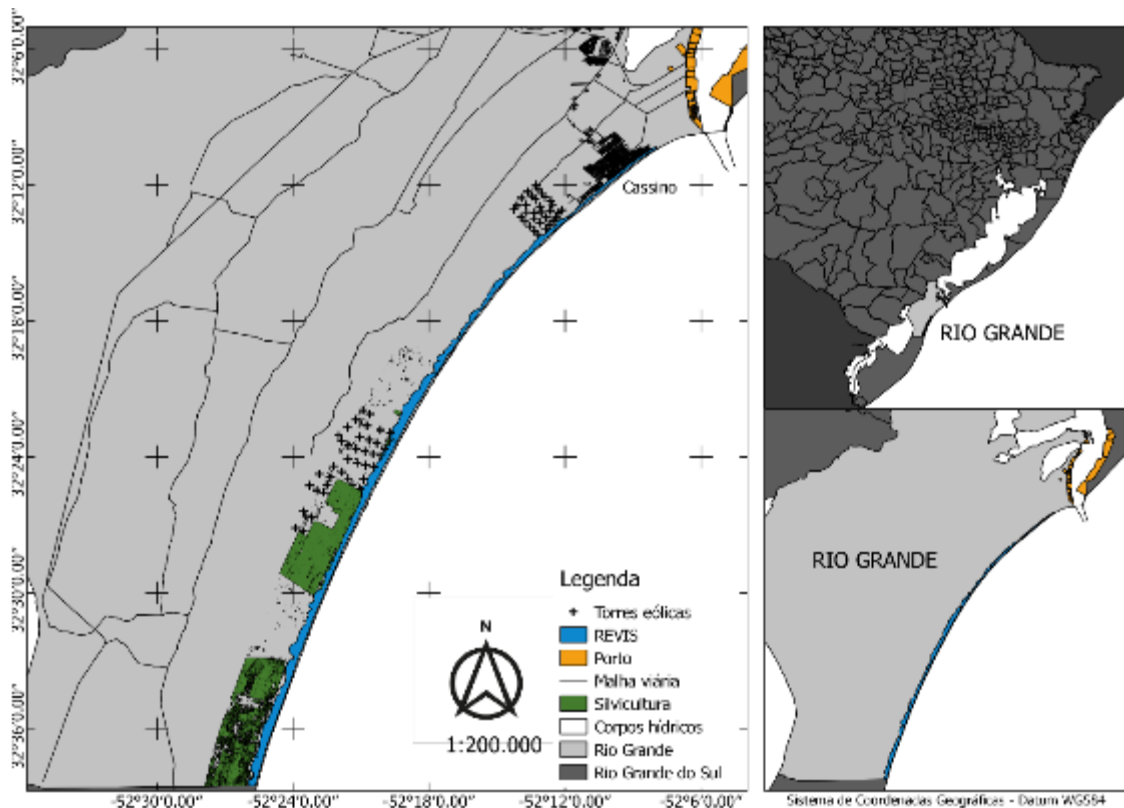 32°6'0.00"
32°12'0.00"
32°18'0.00"
32°24'0.00"
32°30'0.00"
32°36'0.00"
Cassino
Legenda
Torres eólicas
REVIS
Porto
Malha viária
Silvicultura
Corpos hídricos
Rio Grande
Rio Grande do Sul
N
1:200.000
-52°30'0.00"
-52°24'0.00"
-52°18'0.00"
-52°12'0.00"
-52°6'0.00"
RIO GRANDE
RIO GRANDE
Sistema de Coordenadas Geográficas - Datum WGS84